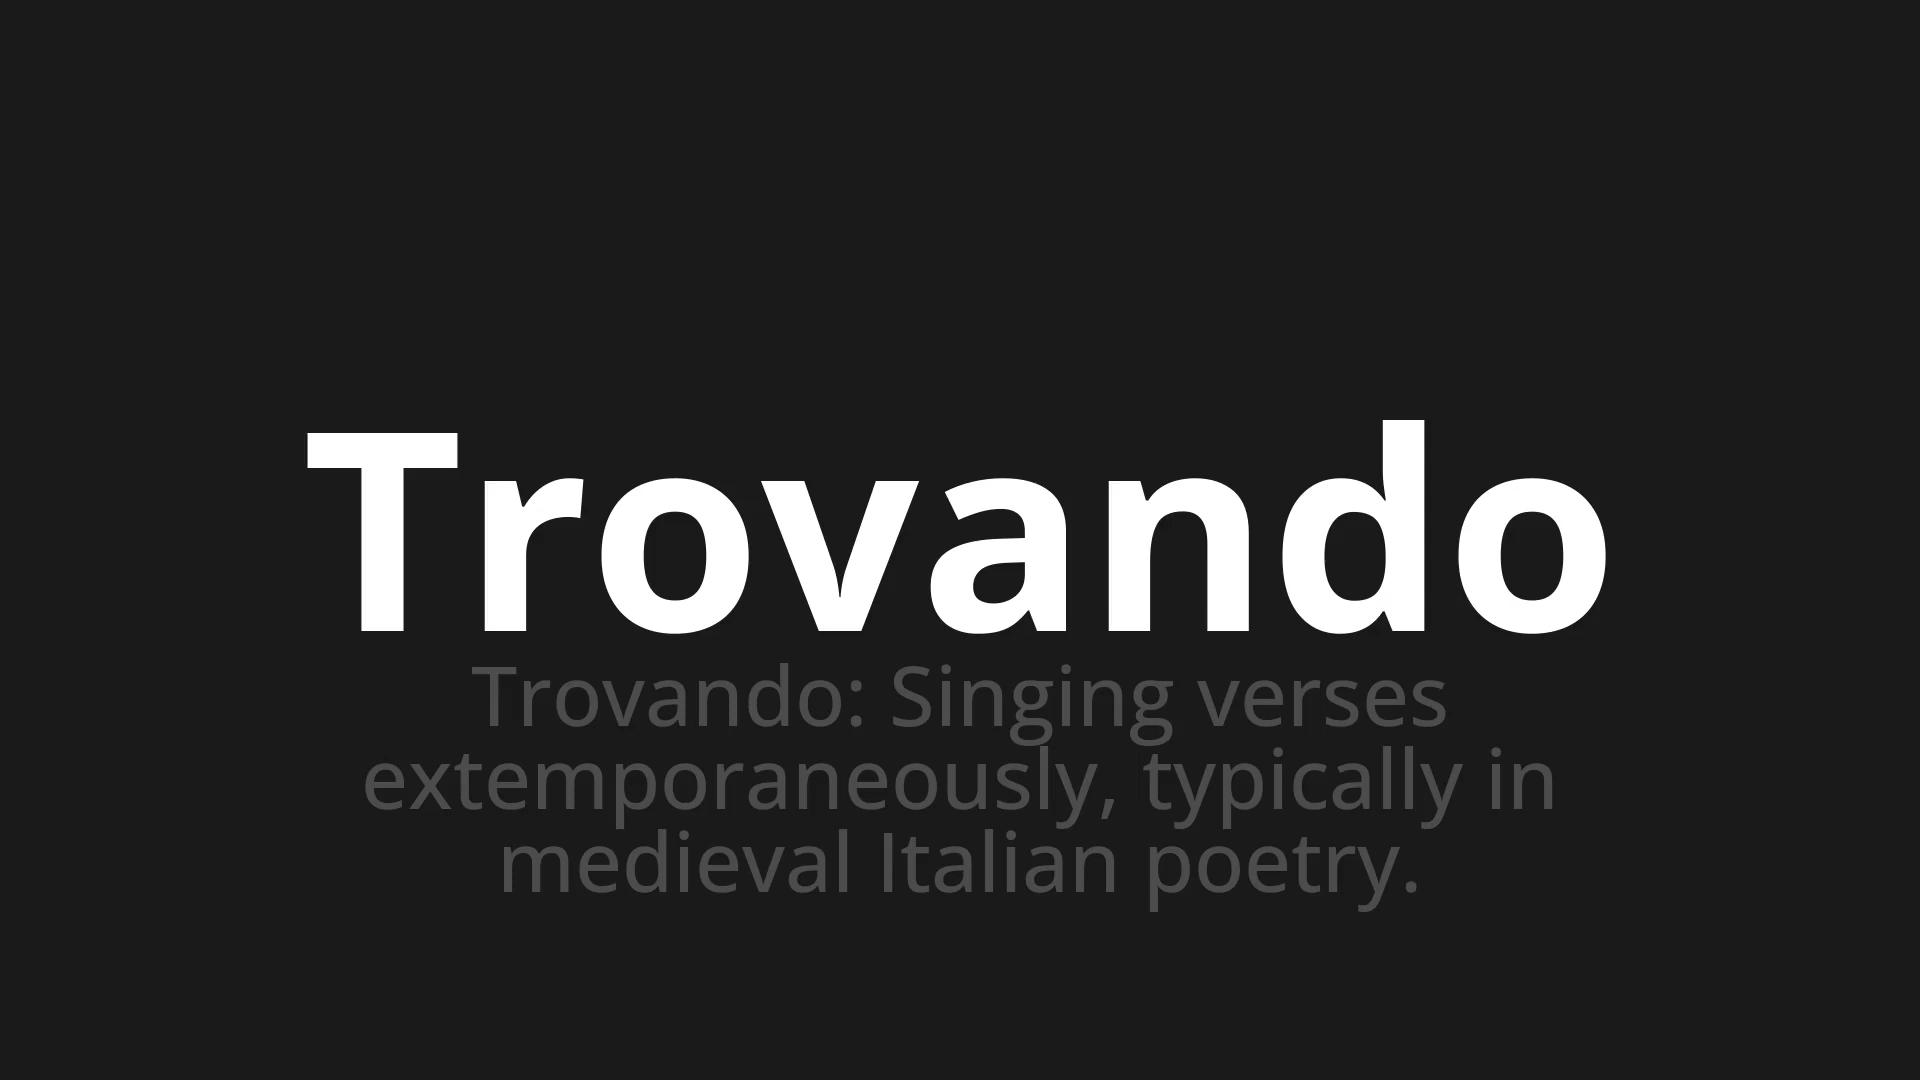 Trovando
Trovando: Singing verses
extemporaneously, typically in
medieval Italian poetry.